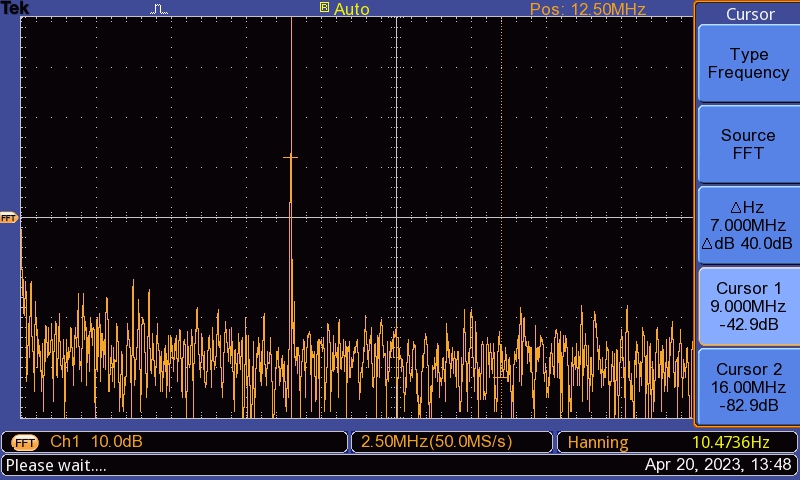 Tek
R Auto
Pos: 12.50MHz
Cursor
Type
Frequency
Source
FFT
△Hz
7.000MHz
△dB 40.0dB
Cursor 1
9.000MHz
-42.9dB
Cursor 2
16.00MHz
-82.9dB
FFT
FFT Ch1 10.0dB
2.50MHz(50.0MS/s)
Hanning
10.4736Hz
Please wait....
Apr 20, 2023, 13:48